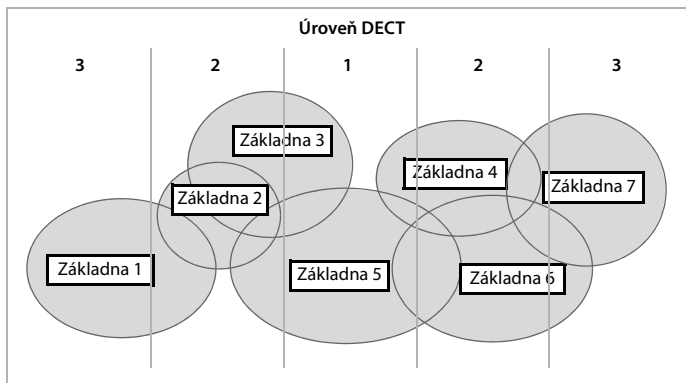 Úroveň DECT
3 2 1 2 3
Základna 3
Základna 4
Základna 2
Základna 7
Základna 1
Základna 5
Základna 6